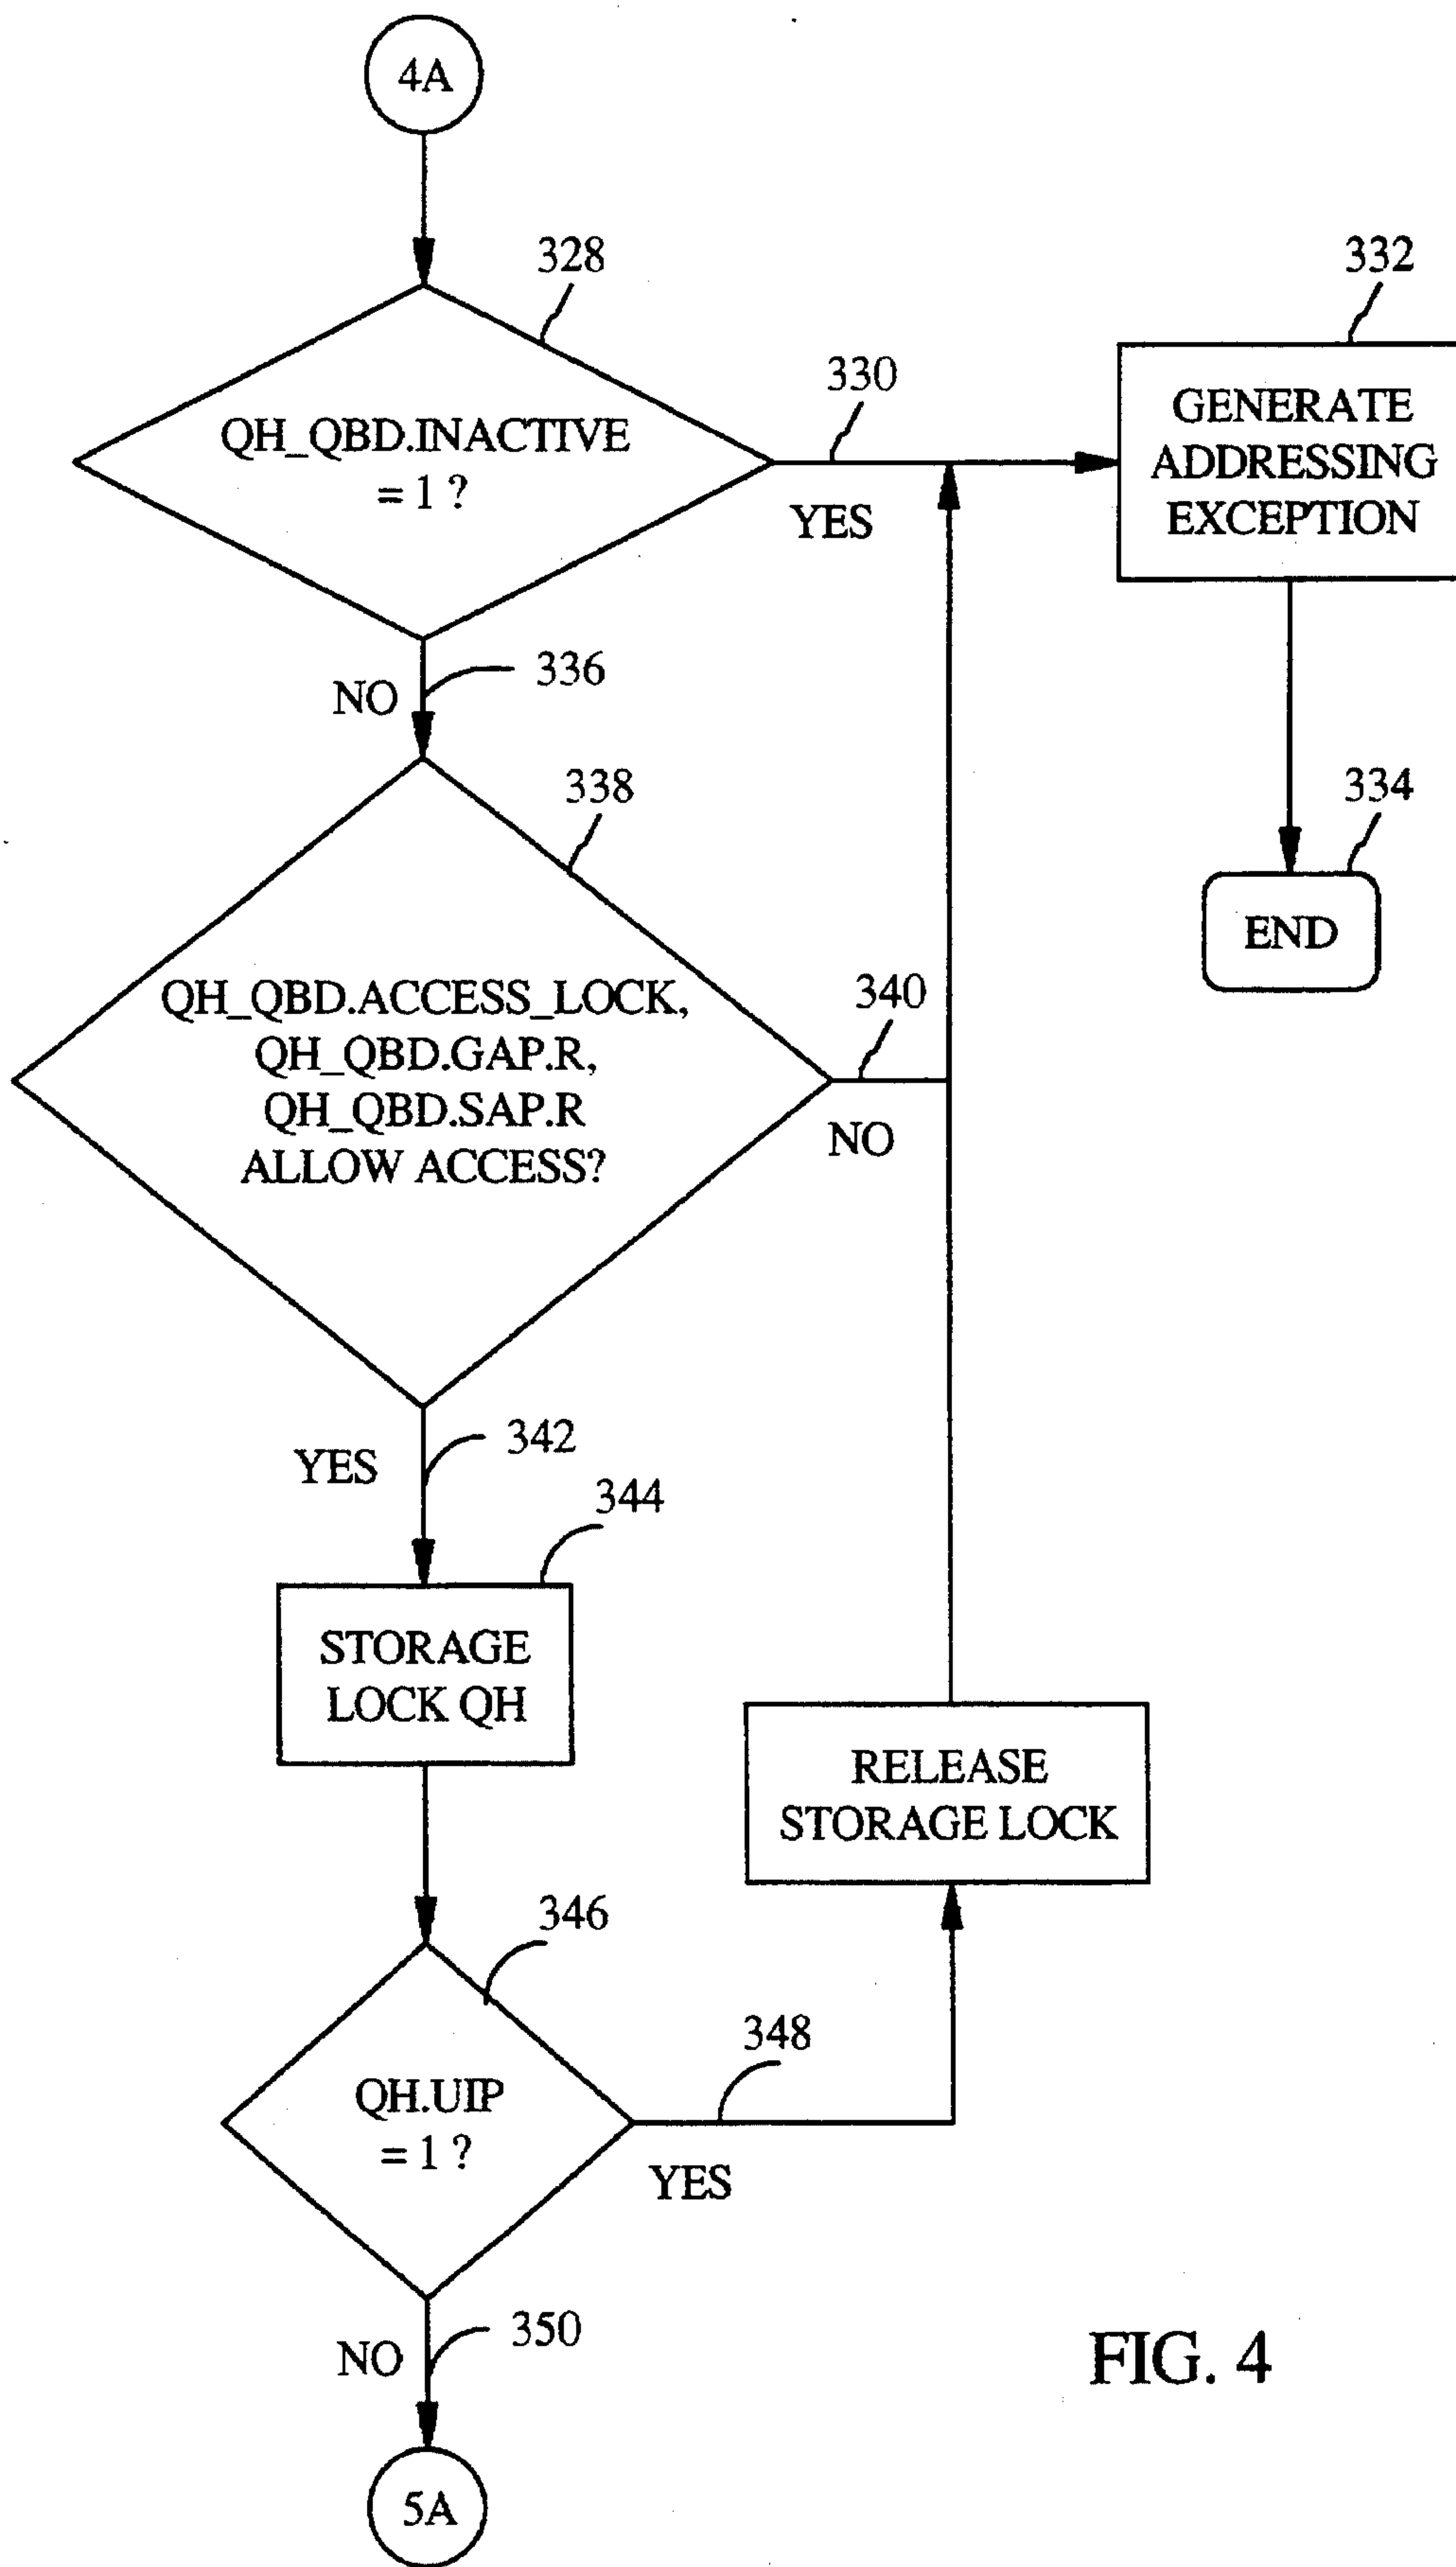 4A
328
332
QH_QBD.INACTIVE
= 1 ?
330
YES
GENERATE
ADDRESSING
EXCEPTION
NO
336
338
334
END
QH_QBD.ACCESS_LOCK,
QH_QBD.GAP.R,
QH_QBD.SAP.R
ALLOW ACCESS?
340
NO
YES
342
344
STORAGE
LOCK QH
RELEASE
STORAGE LOCK
346
348
QH.UIP
= 1 ?
YES
NO
350
FIG. 4
5A